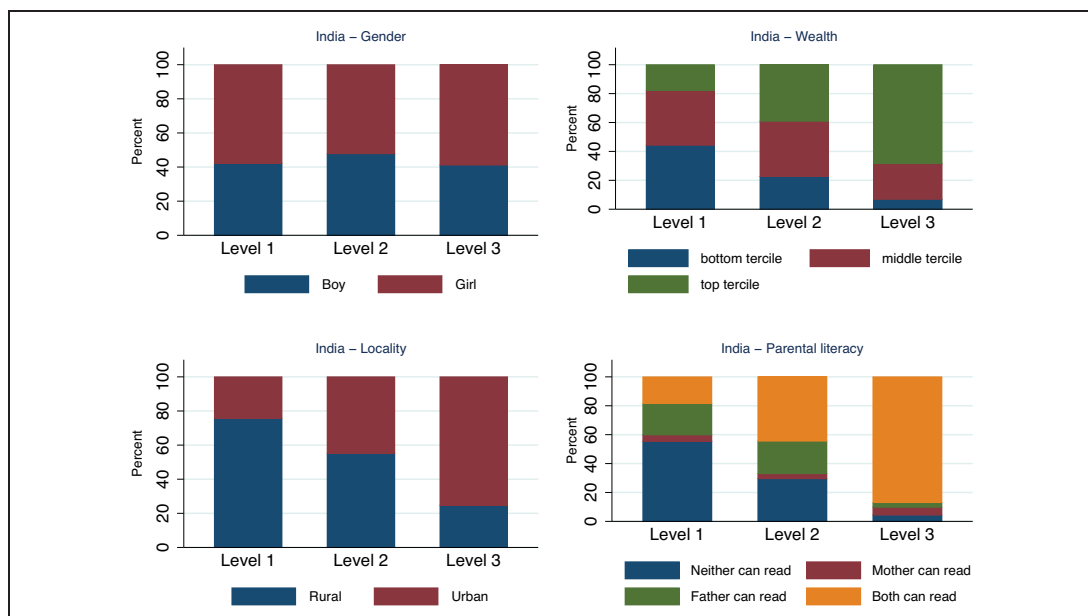 India – Gender
Percent
100
80
60
40
20
0
Level 1 Level 2 Level 3
Boy Girl
India – Wealth
Percent
100
80
60
40
20
0
Level 1 Level 2 Level 3
bottom tercile middle tercile
top tercile
India – Locality
Percent
100
80
60
40
20
0
Level 1 Level 2 Level 3
Rural Urban
India – Parental literacy
Percent
100
80
60
40
20
0
Level 1 Level 2 Level 3
Neither can read Mother can read
Father can read Both can read